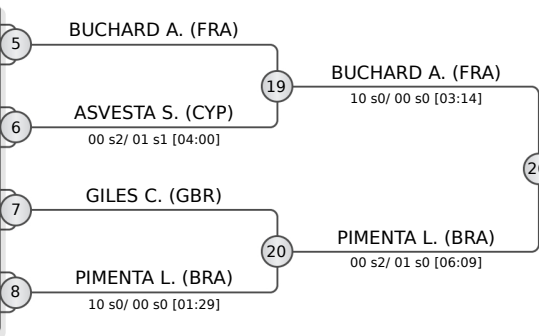 BUCHARD A. (FRA)
5
19
BUCHARD A. (FRA)
10 s0/ 00 s0 [03:14]
ASVESTA S. (CYP)
6
00 s2/ 01 s1 [04:00]
GILES C. (GBR)
7
20
PIMENTA L. (BRA)
00 s2/ 01 s0 [06:09]
PIMENTA L. (BRA)
8
10 s0/ 00 s0 [01:29]